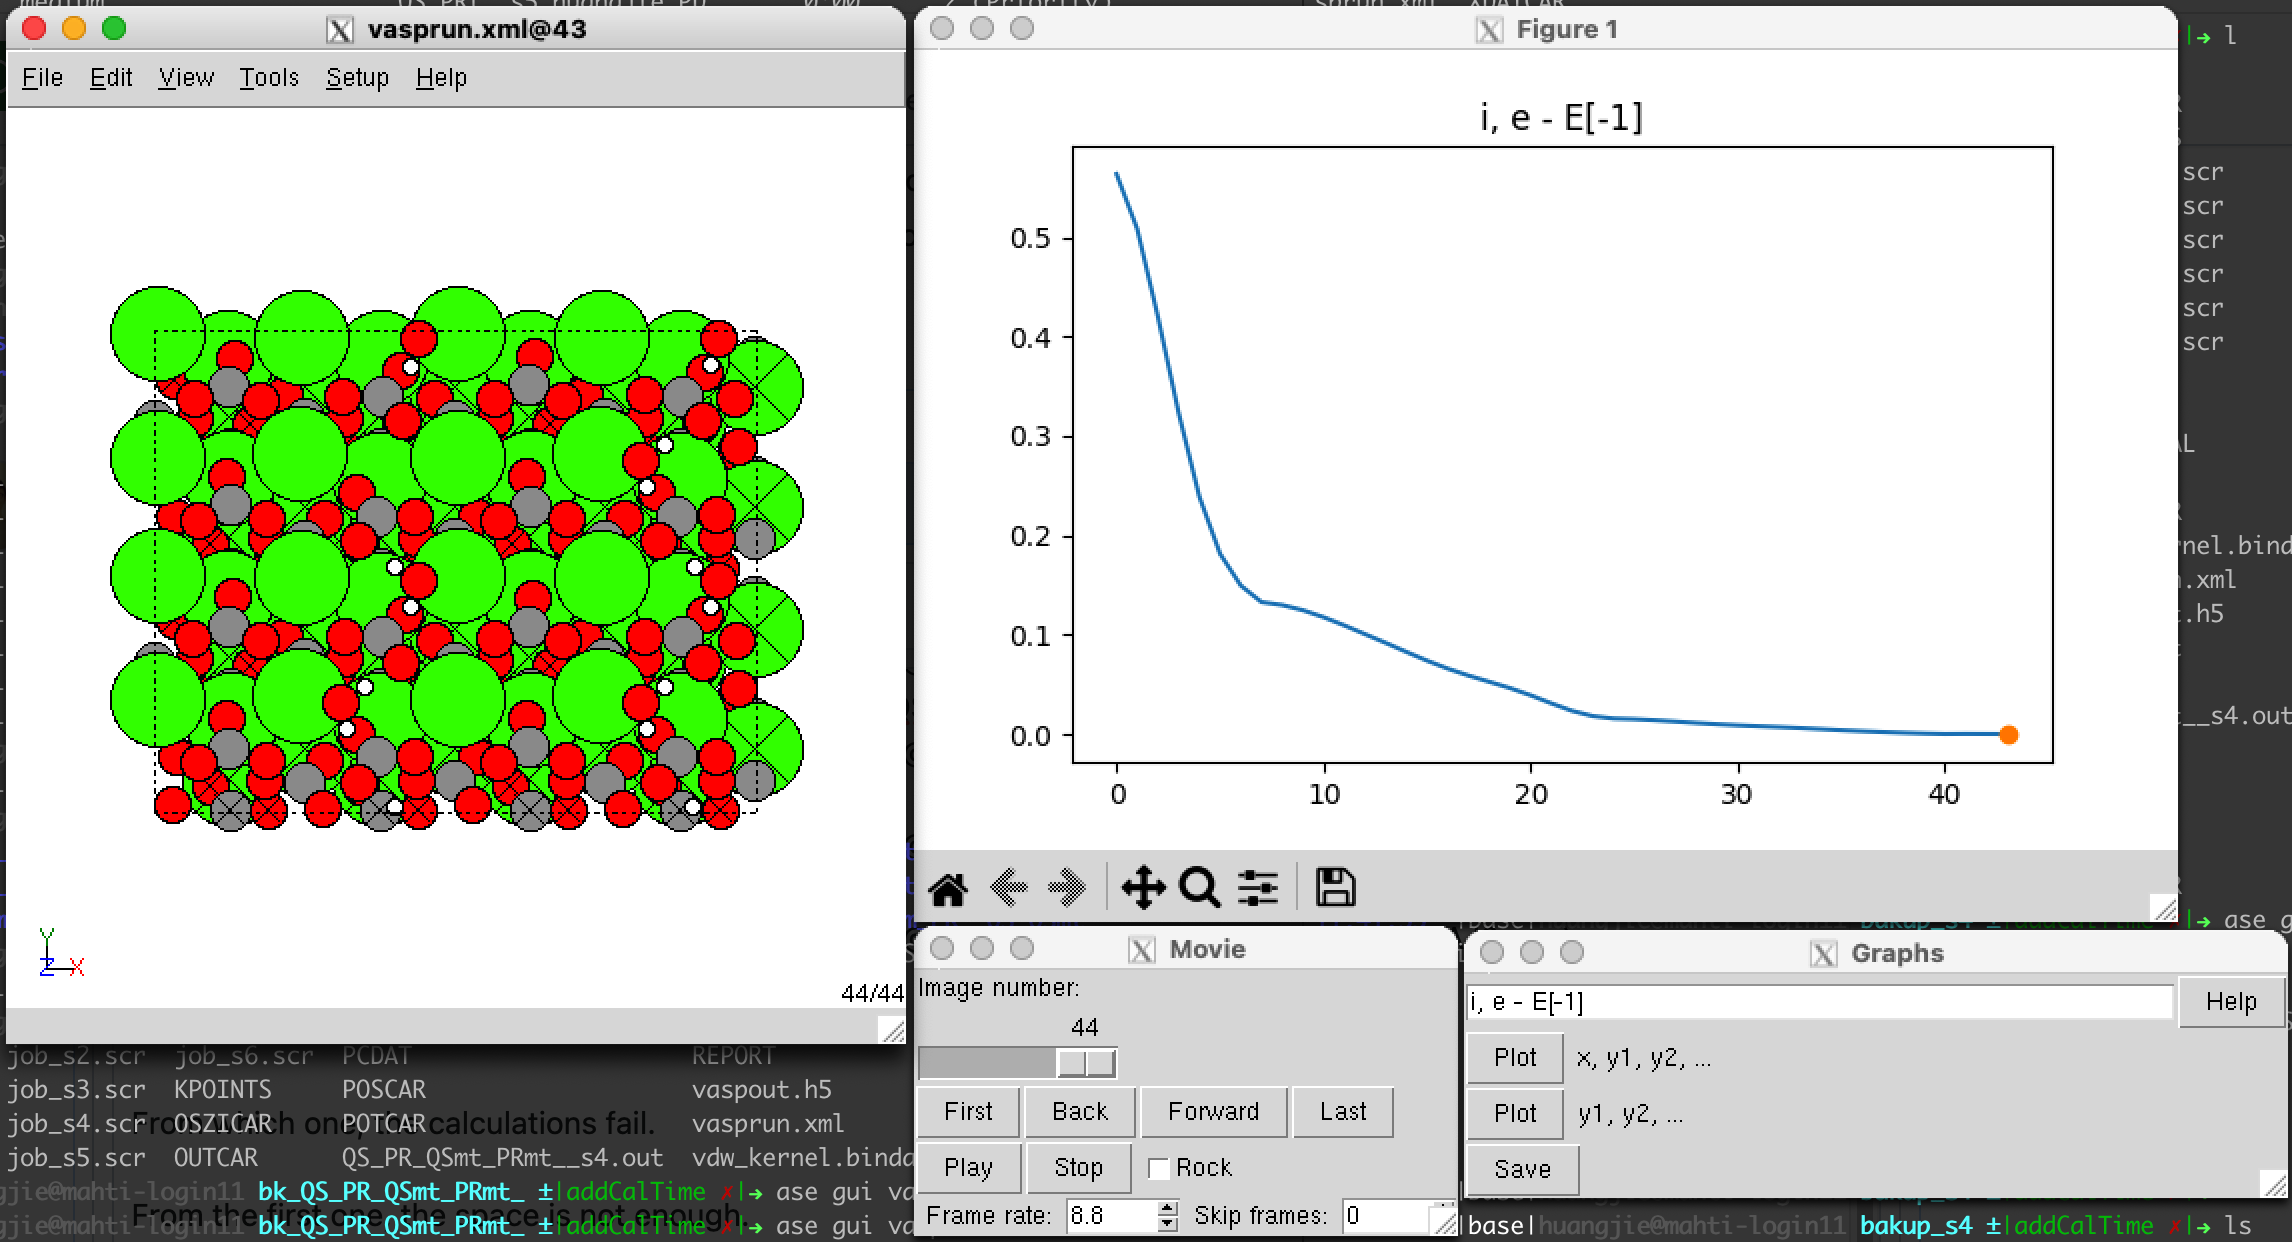 medium
vasprun.xml@43
File Edit View Tools Setup Help
Y
Z X
44/44
Figure 1
i, e - E[-1]
0.5
0.4
0.3
0.2
0.1
0.0
0 10 20 30 40
l
scr
scr
scr
scr
scr
scr
.xml
.h5
__s4.out
bakup_s4 ±|addCalTime ✗|➜ ase g
Movie
Image number:
44
First Back Forward Last
Play Stop Rock
Frame rate: 8.8 Skip frames: 0
Graphs
i, e - E[-1] Help
Plot x, y1, y2, ...
Plot y1, y2, ...
Save
job_s2.scr job_s6.scr PCDAT REPORT
job_s3.scr KPOINTS POSCAR vaspout.h5
job_s4.scr OSZICAR POTCAR vasprun.xml
job_s5.scr OUTCAR QS_PR_QSmt_PRmt__s4.out vdw_kernel.binda
From which one, the calculations fail.
From the first one, the space is not enough
gjie@mahti-login11 bk_QS_PR_QSmt_PRmt_ ±|addCalTime ✗|➜ ase gui va
gjie@mahti-login11 bk_QS_PR_QSmt_PRmt_ ±|addCalTime ✗|➜ ase gui va
|base|huangjie@mahti-login11 bakup_s4 ±|addCalTime ✗|➜ ls